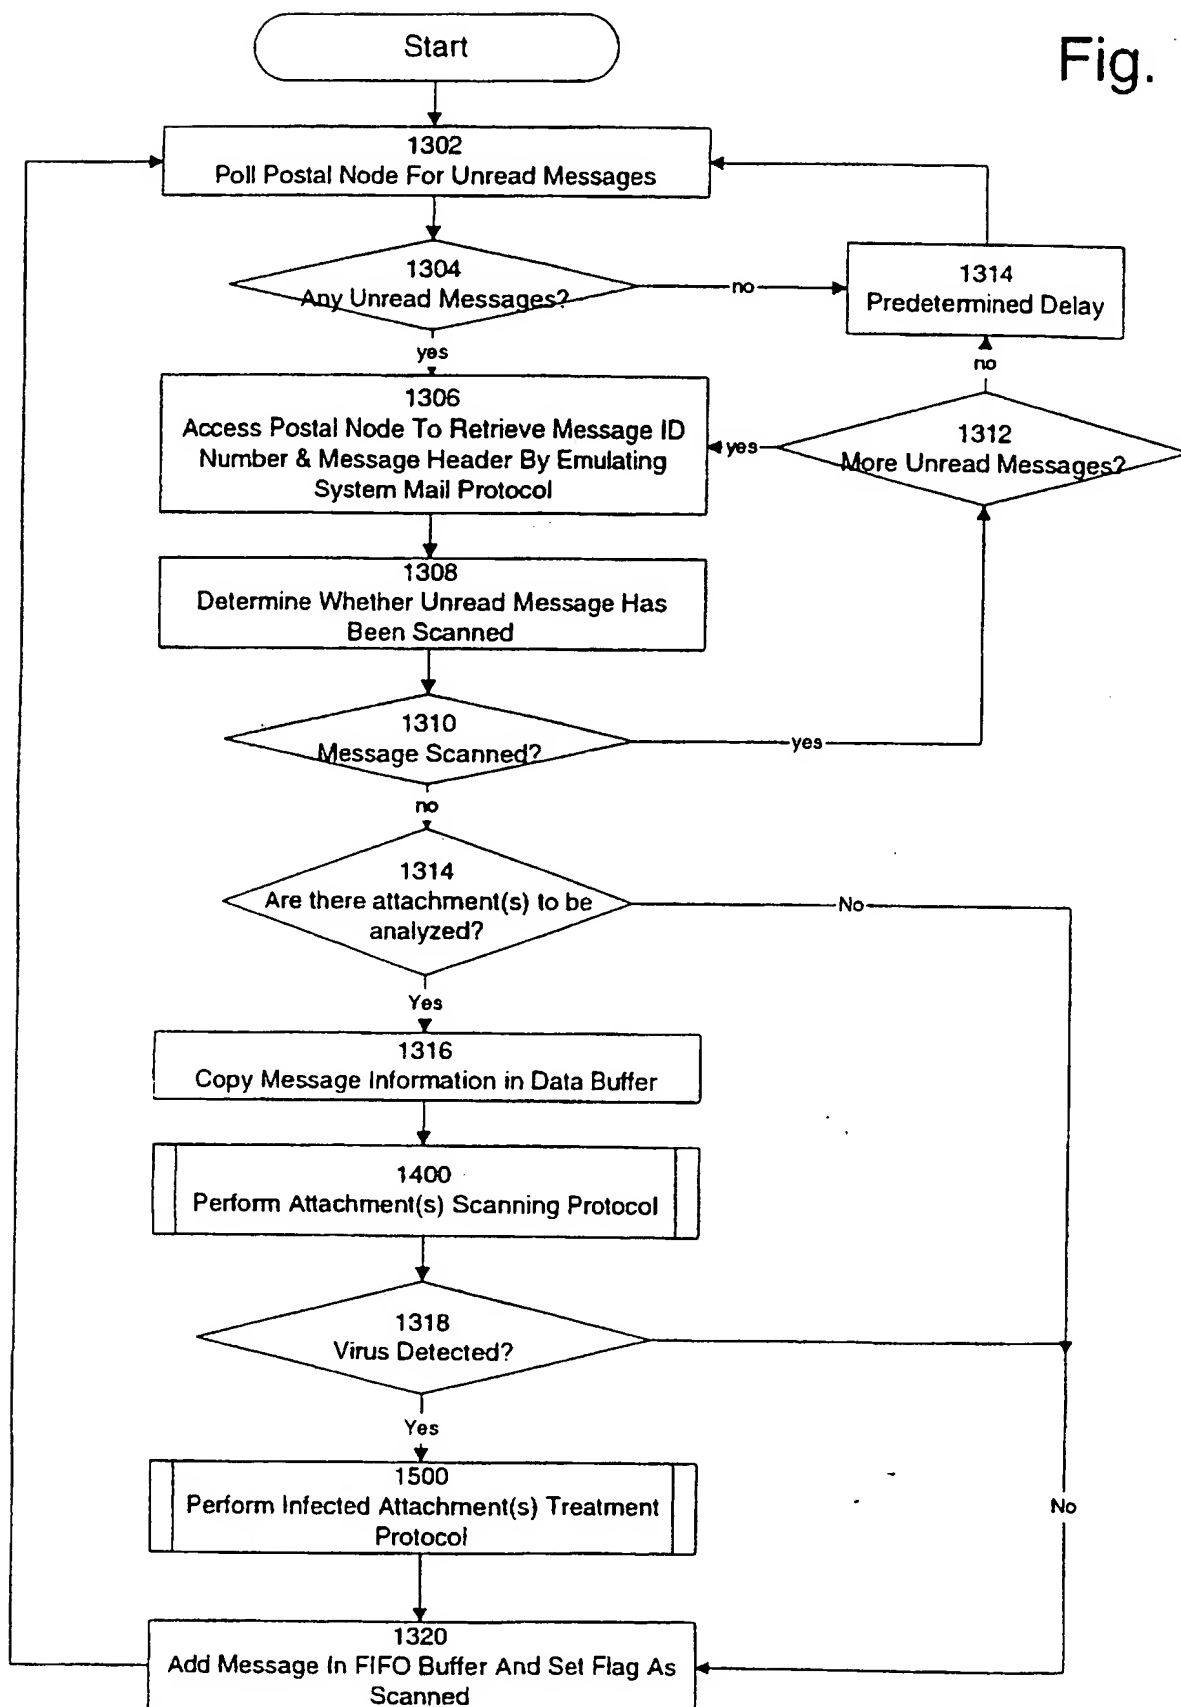 Start
Fig.
1302
Poll Postal Node For Unread Messages
1304
Any Unread Messages?
no
1314
Predetermined Delay
yes
no
1306
Access Postal Node To Retrieve Message ID
Number & Message Header By Emulating
System Mail Protocol
yes
1312
More Unread Messages?
1308
Determine Whether Unread Message Has
Been Scanned
1310
Message Scanned?
yes
no
1314
Are there attachment(s) to be
analyzed?
No
Yes
1316
Copy Message Information in Data Buffer
1400
Perform Attachment(s) Scanning Protocol
1318
Virus Detected?
Yes
1500
Perform Infected Attachment(s) Treatment
Protocol
No
1320
Add Message In FIFO Buffer And Set Flag As
Scanned